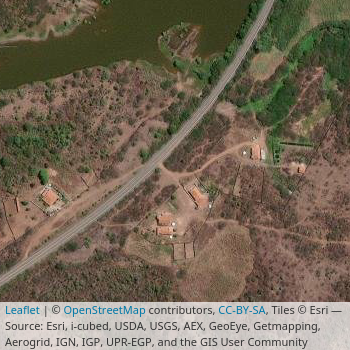 Leaflet | © OpenStreetMap contributors, CC-BY-SA, Tiles © Esri —
Source: Esri, i-cubed, USDA, USGS, AEX, GeoEye, Getmapping,
Aerogrid, IGN, IGP, UPR-EGP, and the GIS User Community